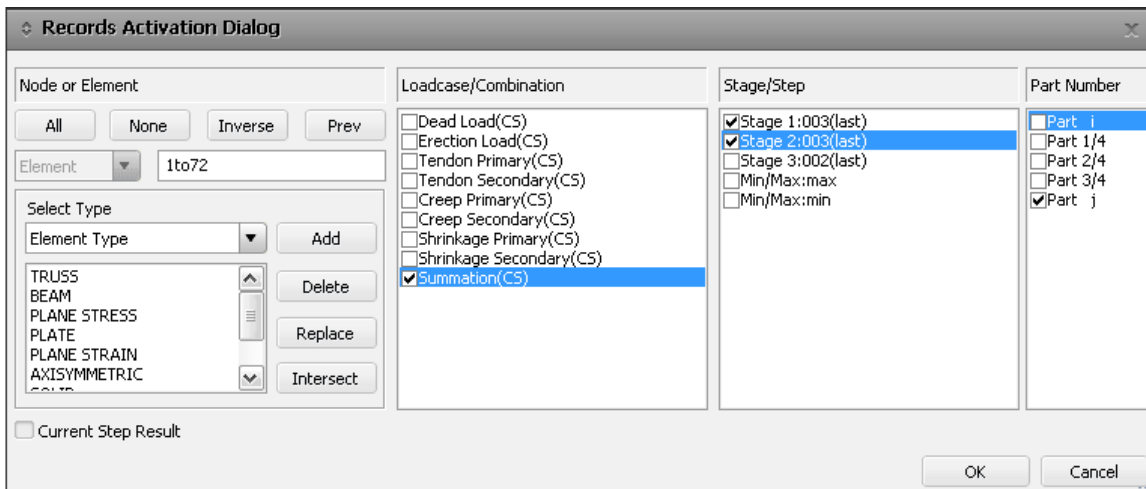 Records Activation Dialog
Node or Element
All None Inverse Prev
Element 1to72
Select Type
Element Type Add
TRUSS
BEAM
PLANE STRESS
PLATE
PLANE STRAIN
AXISYMMETRIC
Delete
Replace
Intersect
Current Step Result
Loadcase/Combination
Dead Load(CS)
Erection Load(CS)
Tendon Primary(CS)
Tendon Secondary(CS)
Creep Primary(CS)
Creep Secondary(CS)
Shrinkage Primary(CS)
Shrinkage Secondary(CS)
Summation(CS)
Stage/Step
Stage 1:003(last)
Stage 2:003(last)
Stage 3:002(last)
Min/Max:max
Min/Max:min
Part Number
Part i
Part 1/4
Part 2/4
Part 3/4
Part j
OK Cancel